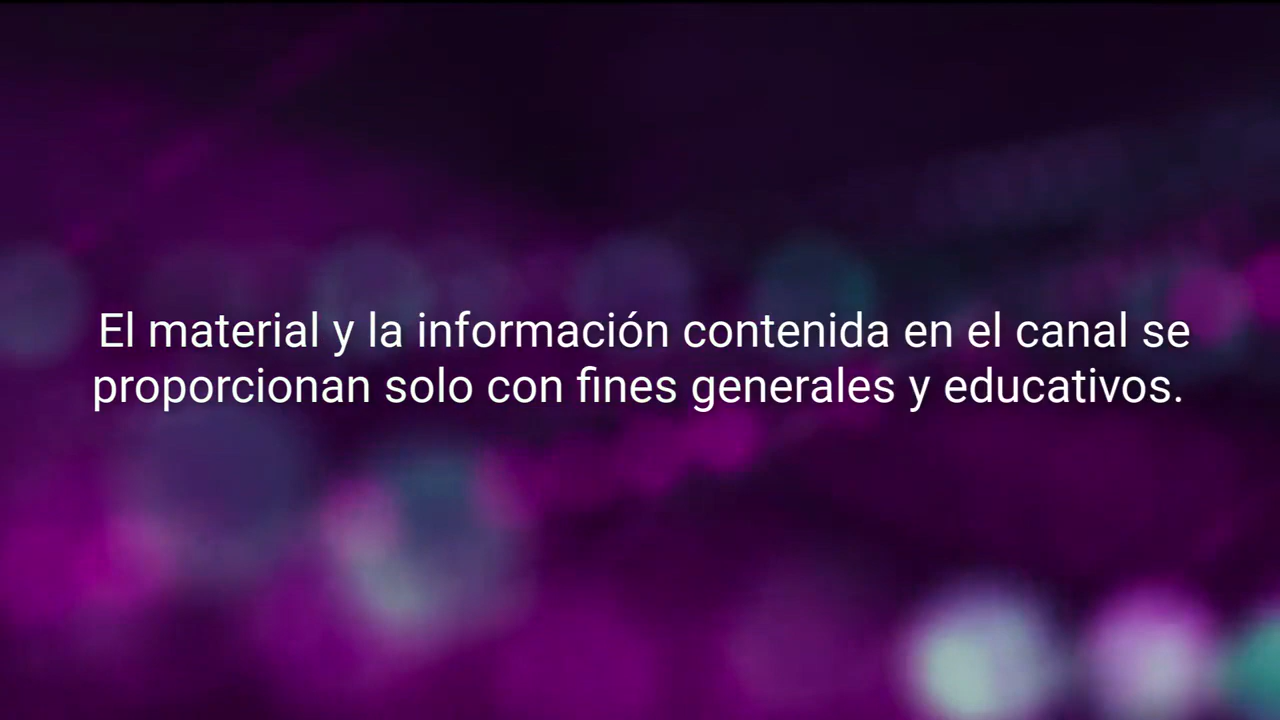 El material y la información contenida en el canal se
proporcionan solo con fines generales y educativos.